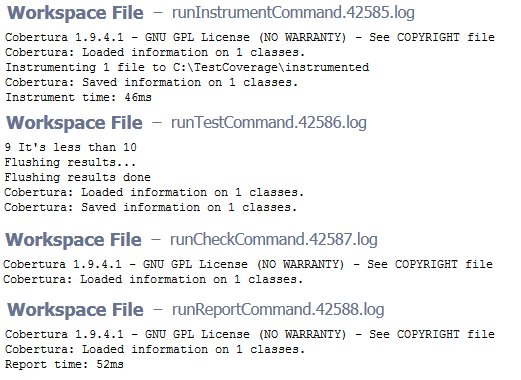 Workspace File – runInstrumentCommand.42585.log
Cobertura 1.9.4.1 - GNU GPL License (NO WARRANTY) - See COPYRIGHT file
Cobertura: Loaded information on 1 classes.
Instrumenting 1 file to C:\TestCoverage\instrumented
Cobertura: Saved information on 1 classes.
Instrument time: 46ms
Workspace File – runTestCommand.42586.log
9 It's less than 10
Flushing results...
Flushing results done
Cobertura: Loaded information on 1 classes.
Cobertura: Saved information on 1 classes.
Workspace File – runCheckCommand.42587.log
Cobertura 1.9.4.1 - GNU GPL License (NO WARRANTY) - See COPYRIGHT file
Cobertura: Loaded information on 1 classes.
Workspace File – runReportCommand.42588.log
Cobertura 1.9.4.1 - GNU GPL License (NO WARRANTY) - See COPYRIGHT file
Cobertura: Loaded information on 1 classes.
Report time: 52ms